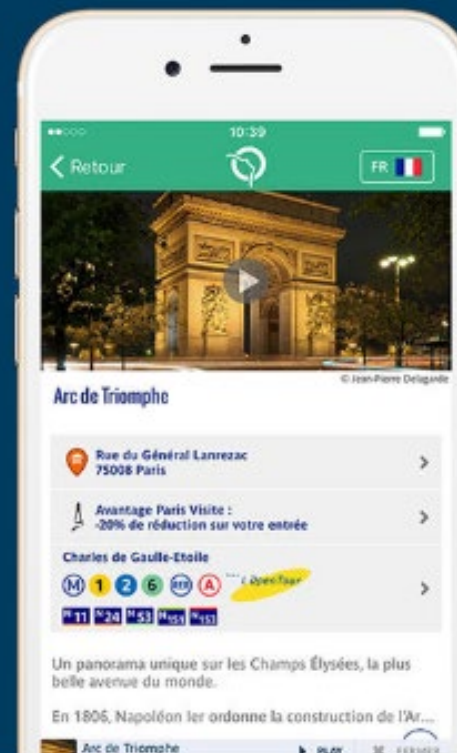 10:39
Retour
FR
© Jean-Pierre Delagarde
Arc de Triomphe
Rue du Général Lanrezac
75008 Paris
Avantage Paris Visite :
-20% de réduction sur votre entrée
Charles de Gaulle-Etoile
M 1 2 6 RER A L'OpenTour
N11 N24 N53 N151 N153
Un panorama unique sur les Champs Élysées, la plus
belle avenue du monde.
En 1806, Napoléon Ier ordonne la construction de l'Ar...
Arc de Triomphe PLAY FERMER